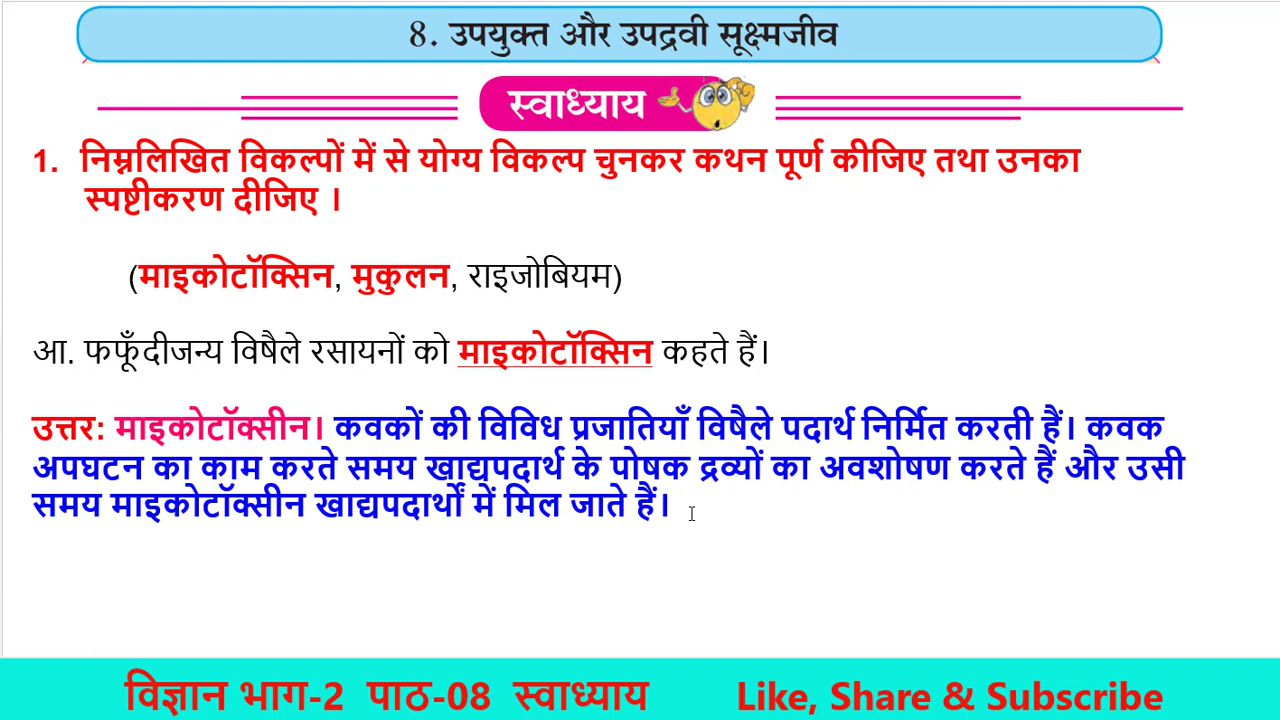 8. उपयुक्त और उपद्रवी सूक्ष्मजीव
स्वाध्याय
1. निम्नलिखित विकल्पों में से योग्य विकल्प चुनकर कथन पूर्ण कीजिए तथा उनका
स्पष्टीकरण दीजिए ।
(माइकोटॉक्सिन, मुकुलन, राइजोबियम)
आ. फफूँदीजन्य विषैले रसायनों को माइकोटॉक्सिन कहते हैं।
उत्तर: माइकोटॉक्सीन। कवकों की विविध प्रजातियाँ विषैले पदार्थ निर्मित करती हैं। कवक
अपघटन का काम करते समय खाद्यपदार्थ के पोषक द्रव्यों का अवशोषण करते हैं और उसी
समय माइकोटॉक्सीन खाद्यपदार्थों में मिल जाते हैं।
विज्ञान भाग-2 पाठ-08 स्वाध्याय Like, Share & Subscribe